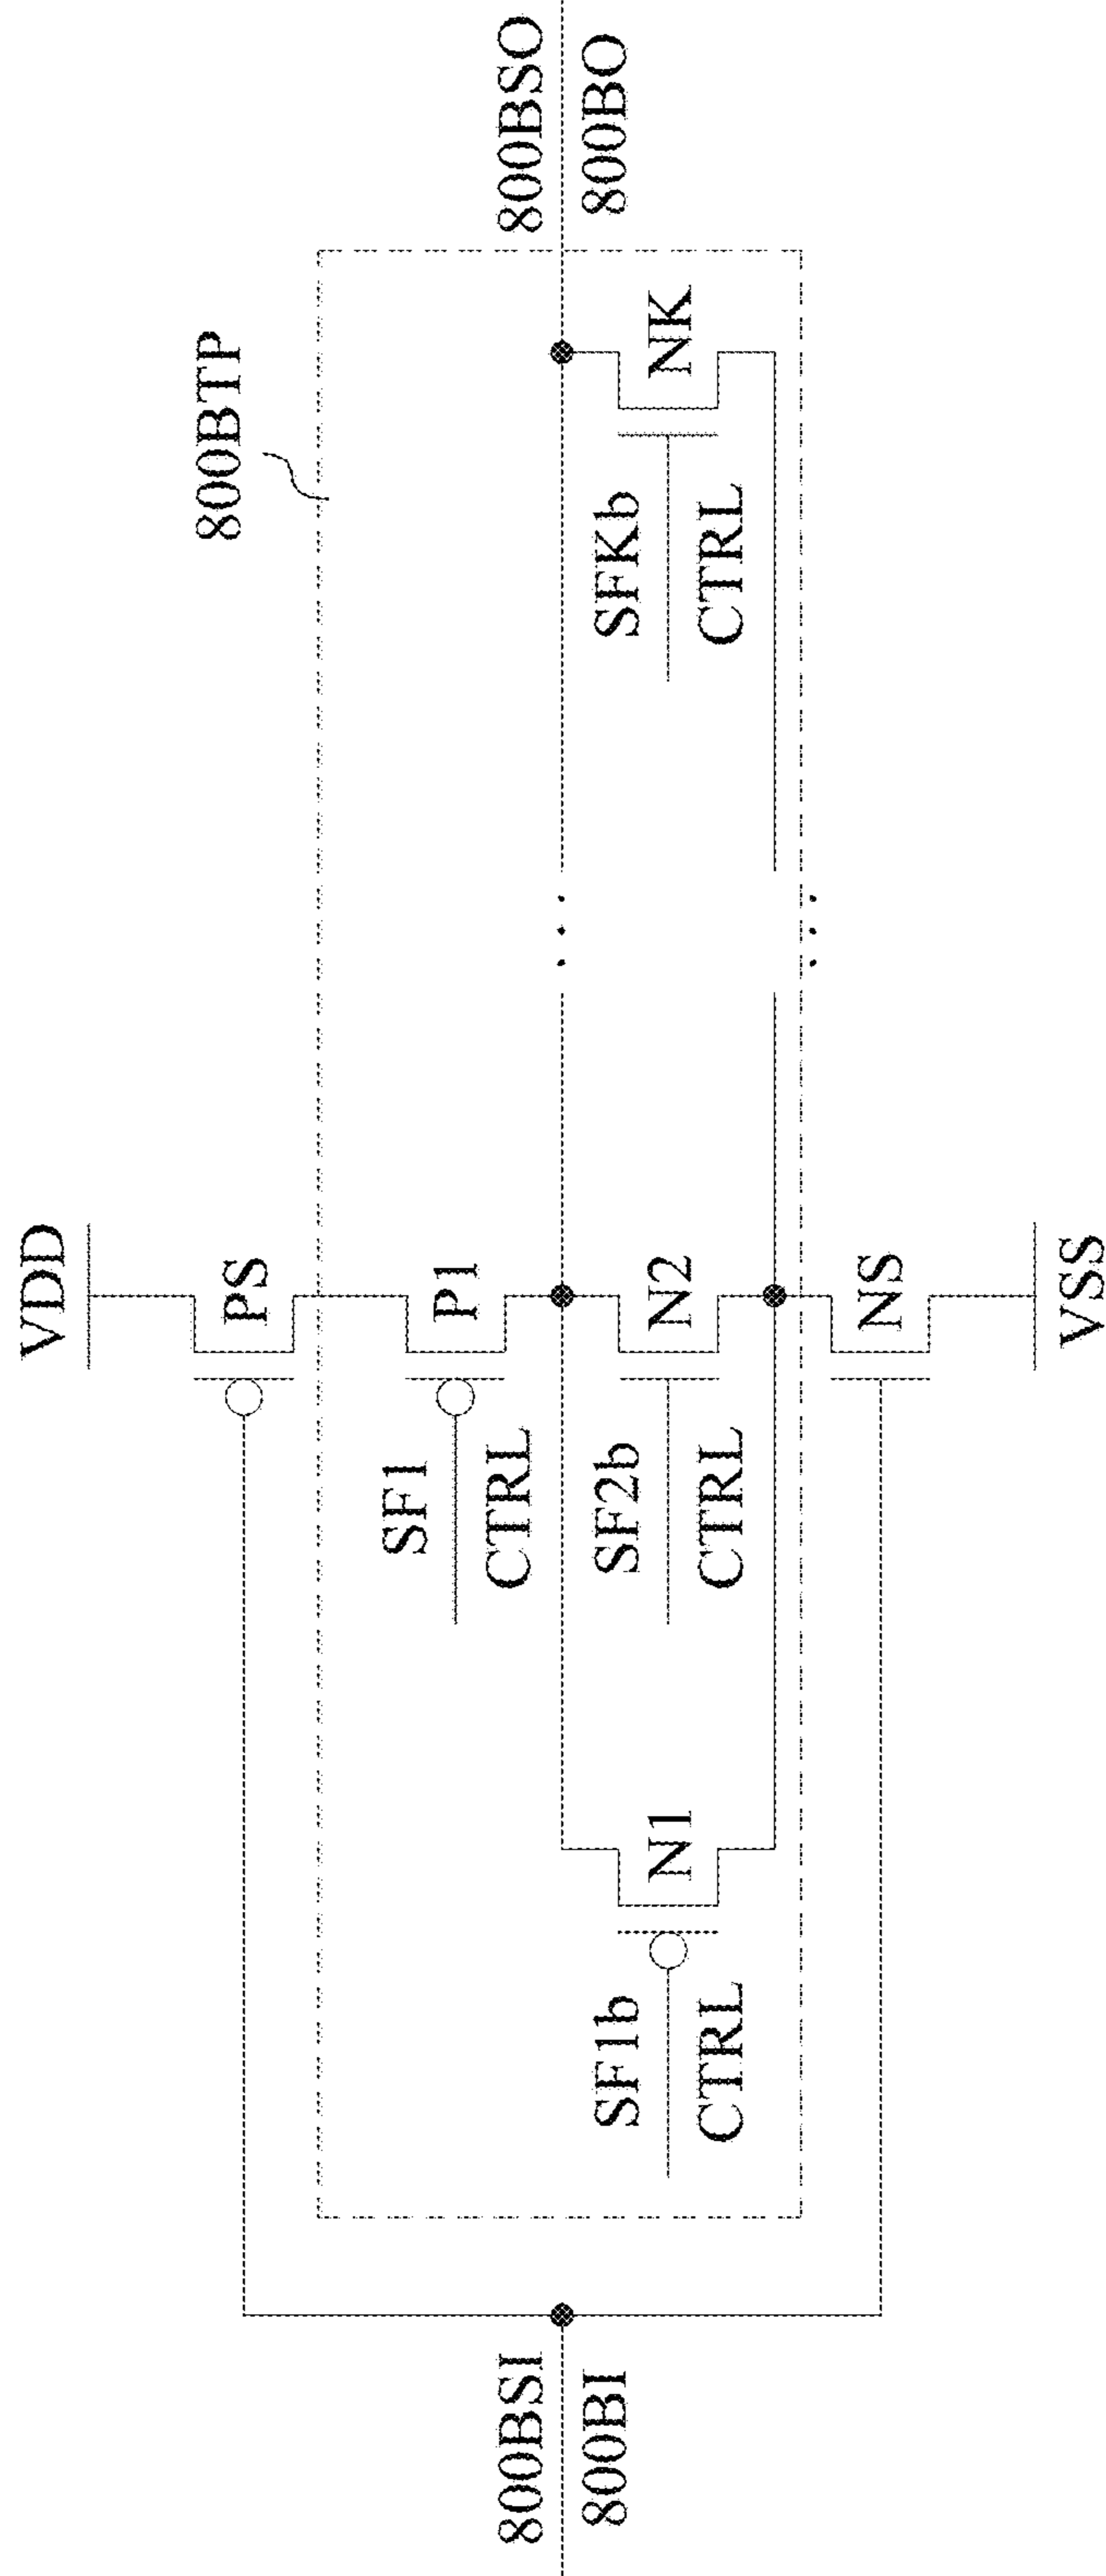 VDD
800BTP
PS
SF1
CTRL
P1
800BSI
800BI
800BSO
800BO
SF1b
CTRL
N1
SF2b
CTRL
N2
SFKb
CTRL
NK
NS
VSS